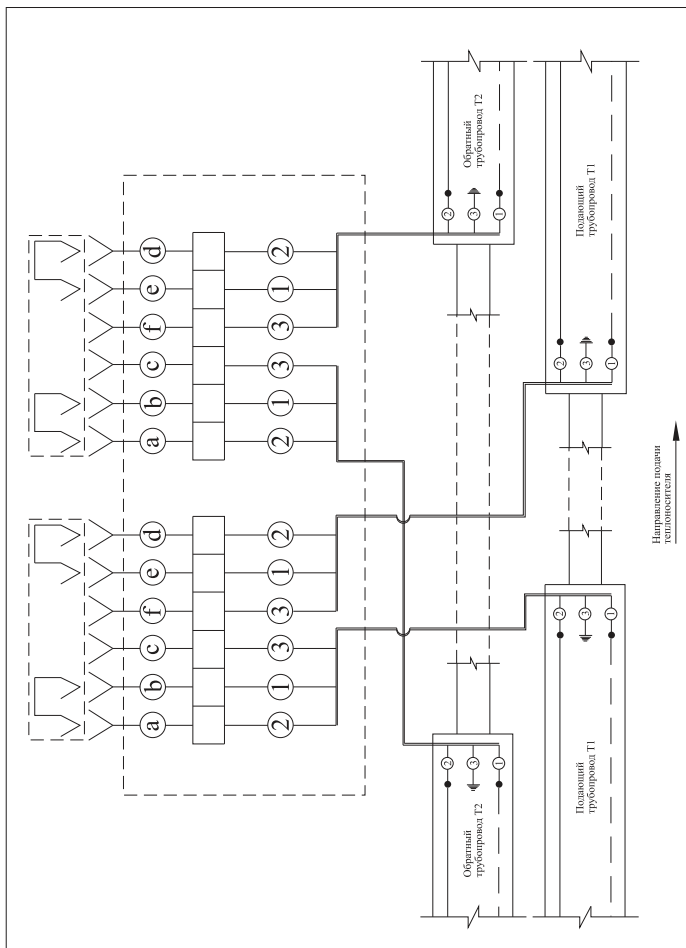 a b c f e d a b c f e d
2 1 3 3 1 2 2 1 3 3 1 2
Обратный
трубопровод Т2
2
3
1
Обратный
трубопровод Т2
2
3
1
Подающий
трубопровод Т1
2
3
1
Подающий
трубопровод Т1
2
3
1
Направление подачи
теплоносителя